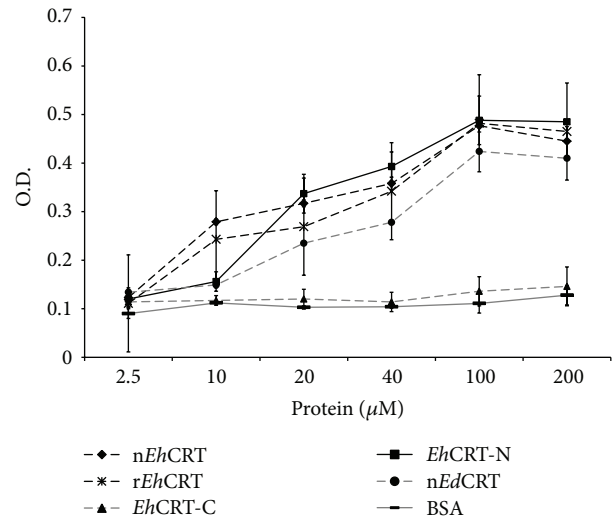 0.7
0.6
0.5
0.4
0.3
0.2
0.1
0
O.D.
2.5 10 20 40 100 200
Protein (μM)
nEhCRT
rEhCRT
EhCRT-C
EhCRT-N
nEdCRT
BSA